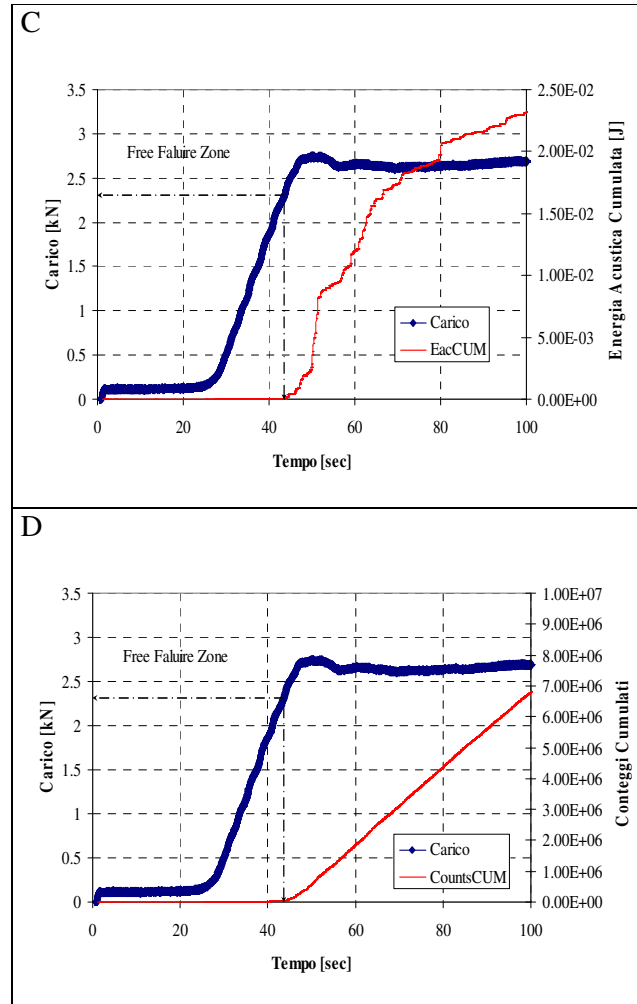 C
3.5
3
2.5
2
1.5
1
0.5
0
Carico [kN]
Free Faluire Zone
2.50E-02
2.00E-02
1.50E-02
1.00E-02
5.00E-03
0.00E+00
Energia Acustica Cumulata [J]
Carico
EacCUM
0 20 40 60 80 100
Tempo [sec]
D
3.5
3
2.5
2
1.5
1
0.5
0
Carico [kN]
Free Faluire Zone
1.00E+07
9.00E+06
8.00E+06
7.00E+06
6.00E+06
5.00E+06
4.00E+06
3.00E+06
2.00E+06
1.00E+06
0.00E+00
Conteggi Cumulati
Carico
CountsCUM
0 20 40 60 80 100
Tempo [sec]